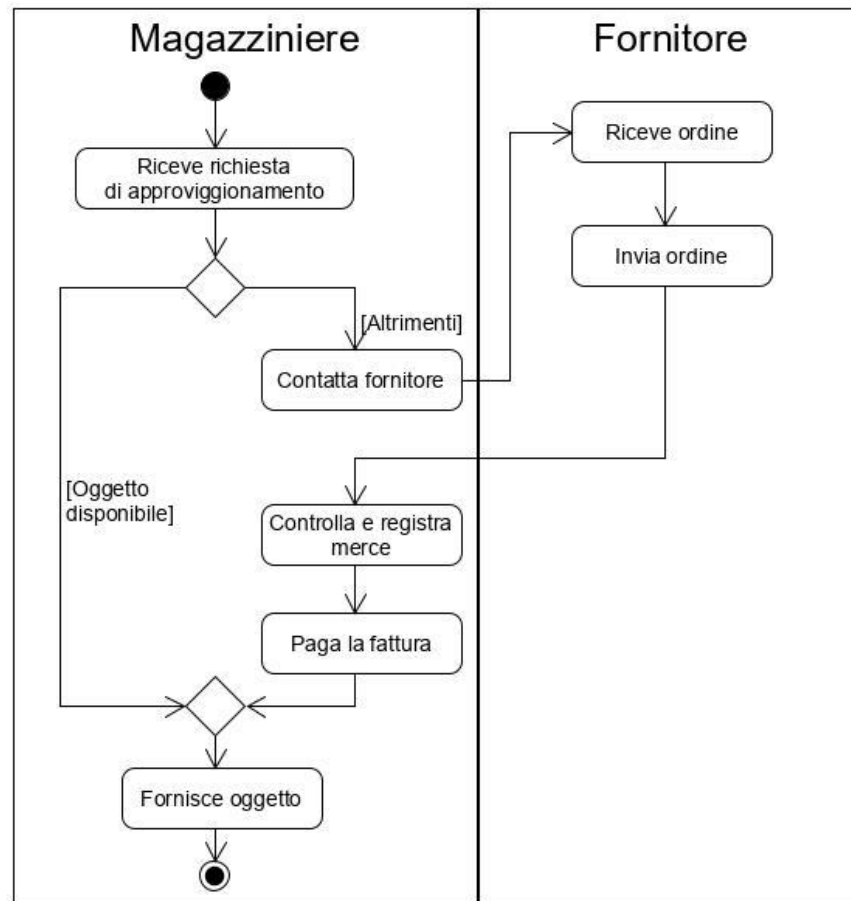 Magazziniere
Fornitore
Riceve richiesta
di approviggionamento
Riceve ordine
Invia ordine
[Altrimenti]
Contatta fornitore
[Oggetto
disponibile]
Controlla e registra
merce
Paga la fattura
Fornisce oggetto